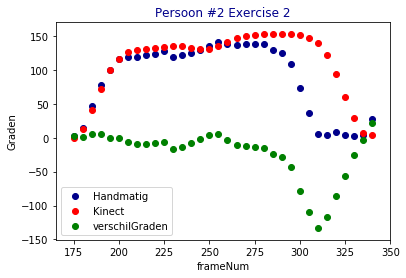 Persoon #2 Exercise 2
Graden
150
100
50
0
−50
−100
−150
Handmatig
Kinect
verschilGraden
175 200 225 250 275 300 325 350
frameNum